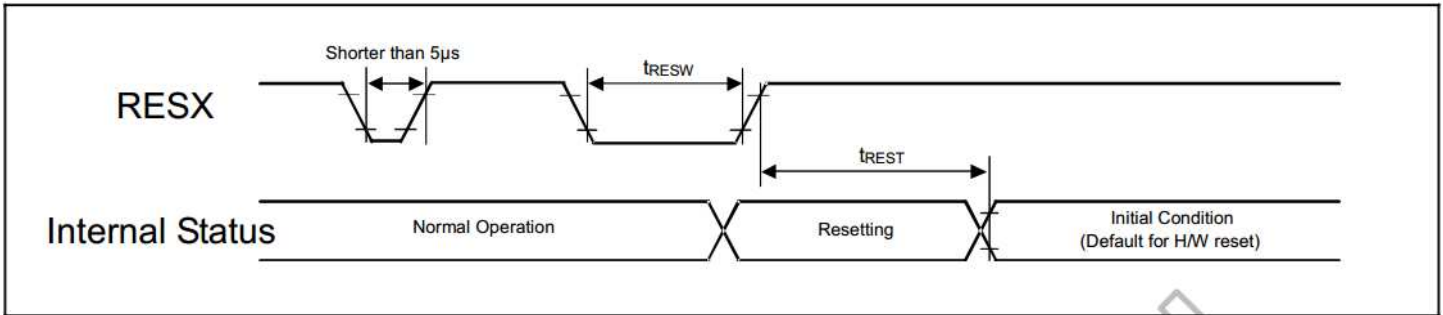 Shorter than 5µs
tRESW
RESX
tREST
Internal Status
Normal Operation
Resetting
Initial Condition
(Default for H/W reset)